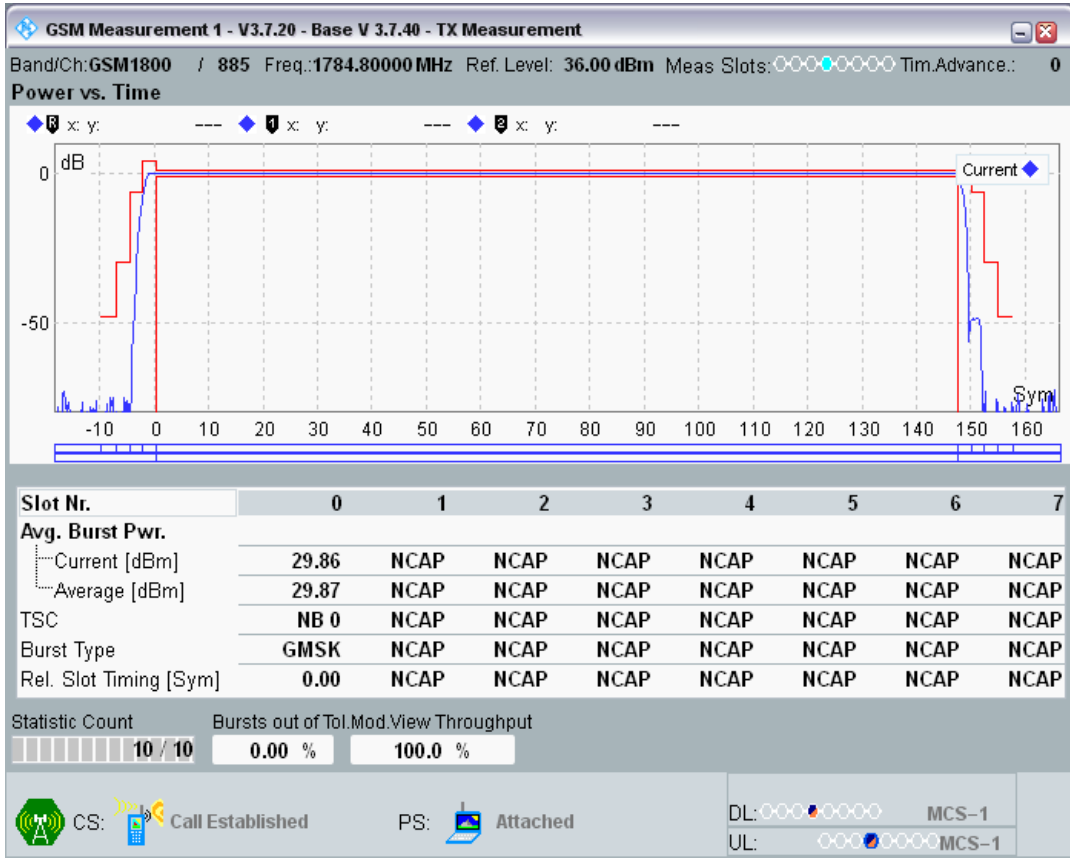 GSM Measurement 1 - V3.7.20 - Base V 3.7.40 - TX Measurement
Band/Ch:GSM1800 / 885 Freq.:1784.80000 MHz Ref. Level: 36.00 dBm Meas Slots: Tim.Advance.: 0
Power vs. Time
R x: y: --- 1 x: y: --- 2 x: y: ---
dB
0
Current
-50
Sym
-10 0 10 20 30 40 50 60 70 80 90 100 110 120 130 140 150 160
Slot Nr. 0 1 2 3 4 5 6 7
Avg. Burst Pwr.
Current [dBm] 29.86 NCAP NCAP NCAP NCAP NCAP NCAP NCAP
Average [dBm] 29.87 NCAP NCAP NCAP NCAP NCAP NCAP NCAP
TSC NB 0 NCAP NCAP NCAP NCAP NCAP NCAP NCAP
Burst Type GMSK NCAP NCAP NCAP NCAP NCAP NCAP NCAP
Rel. Slot Timing [Sym] 0.00 NCAP NCAP NCAP NCAP NCAP NCAP NCAP
Statistic Count Bursts out of Tol.Mod.View Throughput
10 / 10 0.00 % 100.0 %
CS: Call Established PS: Attached
DL: MCS-1
UL: MCS-1